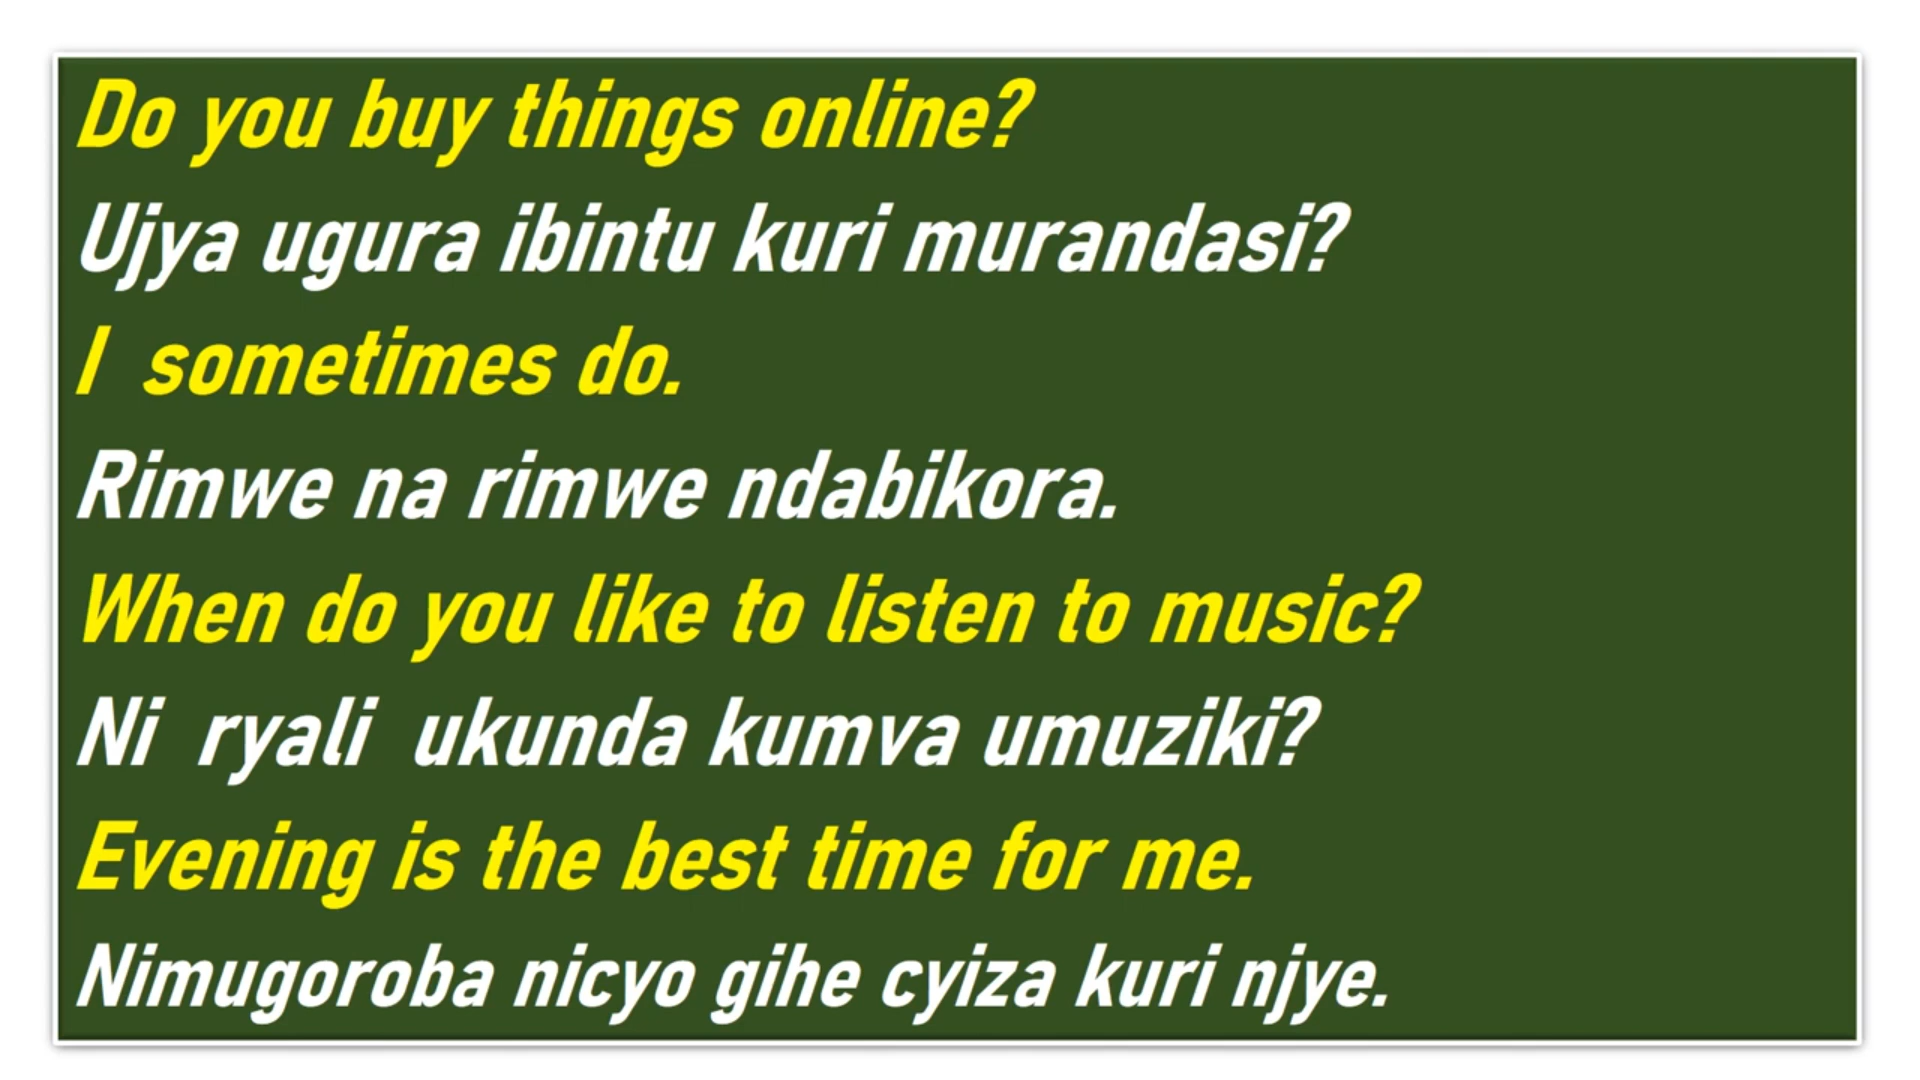 Do you buy things online?
Ujya ugura ibintu kuri murandasi?
I sometimes do.
Rimwe na rimwe ndabikora.
When do you like to listen to music?
Ni ryali ukunda kumva umuziki?
Evening is the best time for me.
Nimugoroba nicyo gihe cyiza kuri njye.